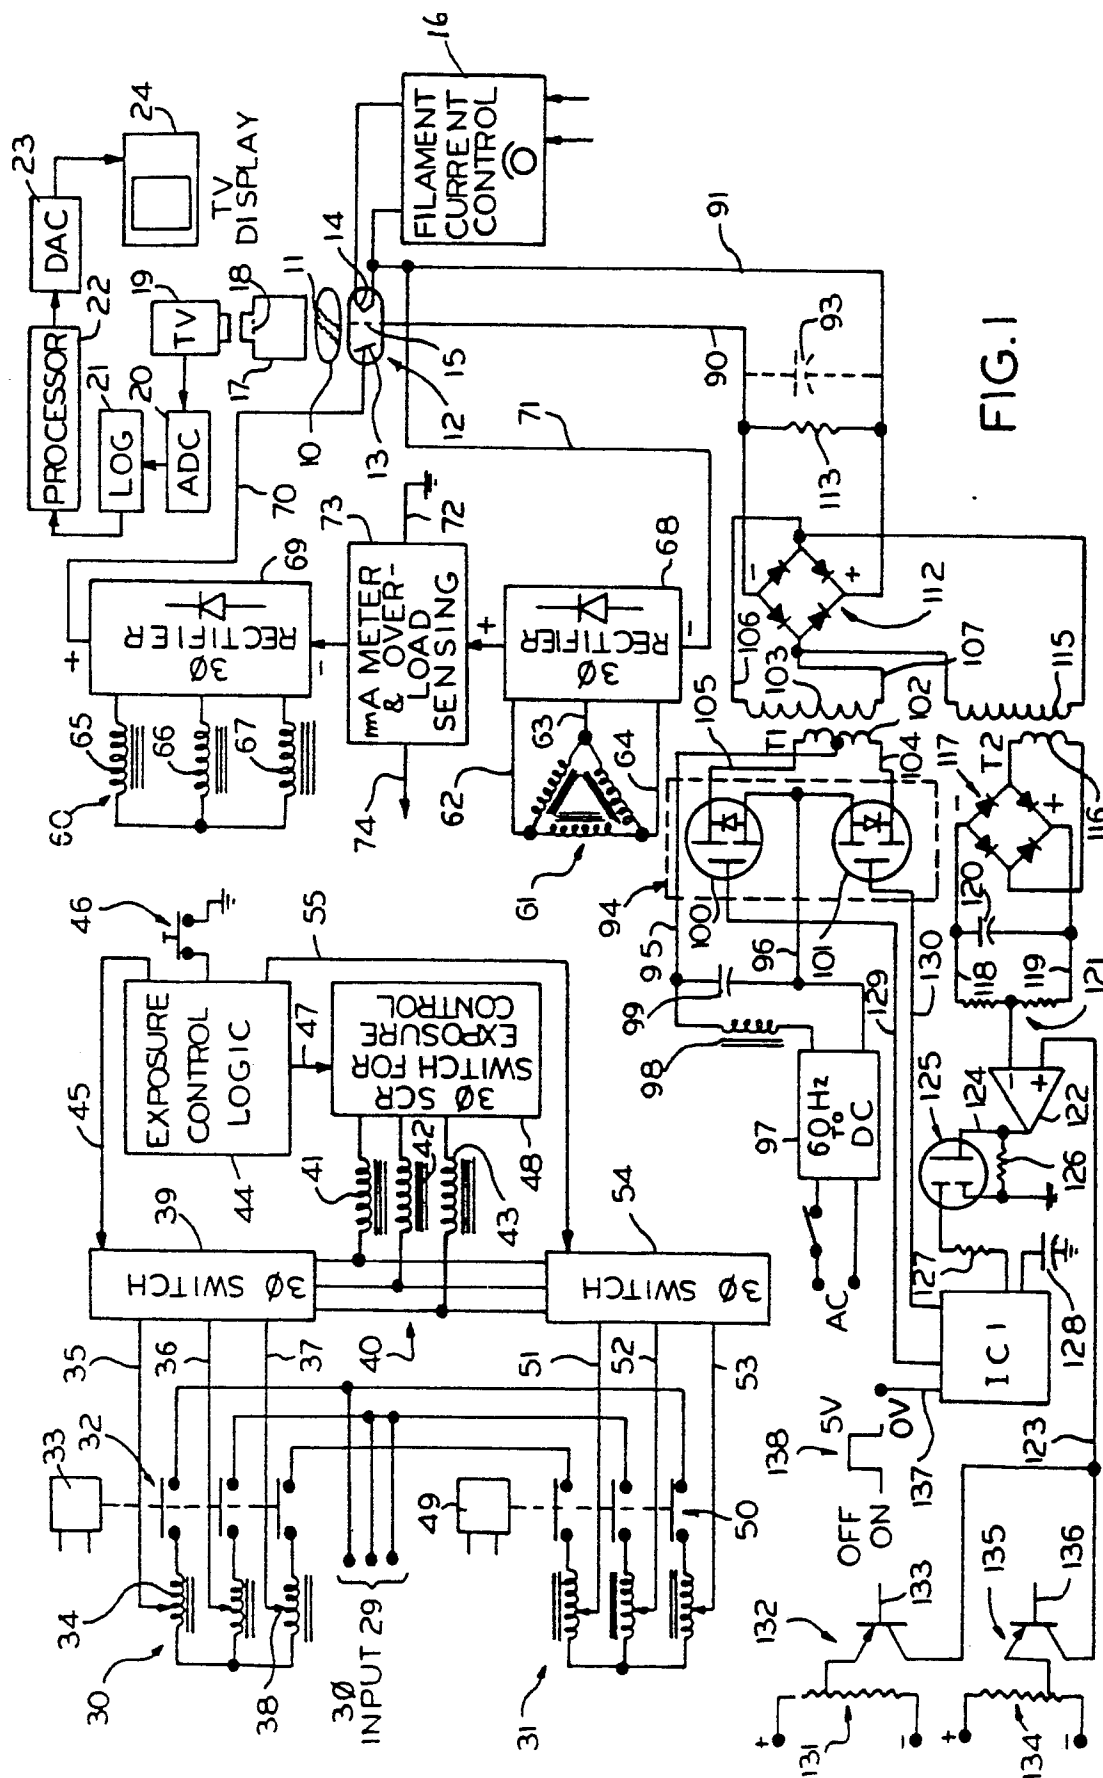 23
24
DAC
TV
DISPLAY
22
PROCESSOR
21
LOG
20
ADC
19
TV
18
17
11
10
14
15
13
12
16
FILAMENT
CURRENT
CONTROL
70
71
72
73
74
mA METER
& OVER-
LOAD
SENSING
69
3Ø
RECTIFIER
+
−
60
65
66
67
68
3Ø
RECTIFIER
+
−
61
62
63
64
90
91
93
113
112
−
+
106
103
107
102
115
T1
105
104
94
95
96
100
101
99
98
97
60 Hz
TO
DC
AC
129
130
T2
117
116
−
+
120
118
119
121
122
−
+
124
125
126
127
128
IC1
123
137
138
5V
0V
OFF
ON
131
+
−
132
133
134
+
−
135
136
46
45
44
EXPOSURE
CONTROL
LOGIC
47
55
48
3Ø SCR
SWITCH FOR
EXPOSURE
CONTROL
41
42
43
39
3Ø
SWITCH
40
54
3Ø
SWITCH
35
36
37
51
52
53
33
32
34
30
38
3Ø
INPUT 29
49
50
31
FIG. 1